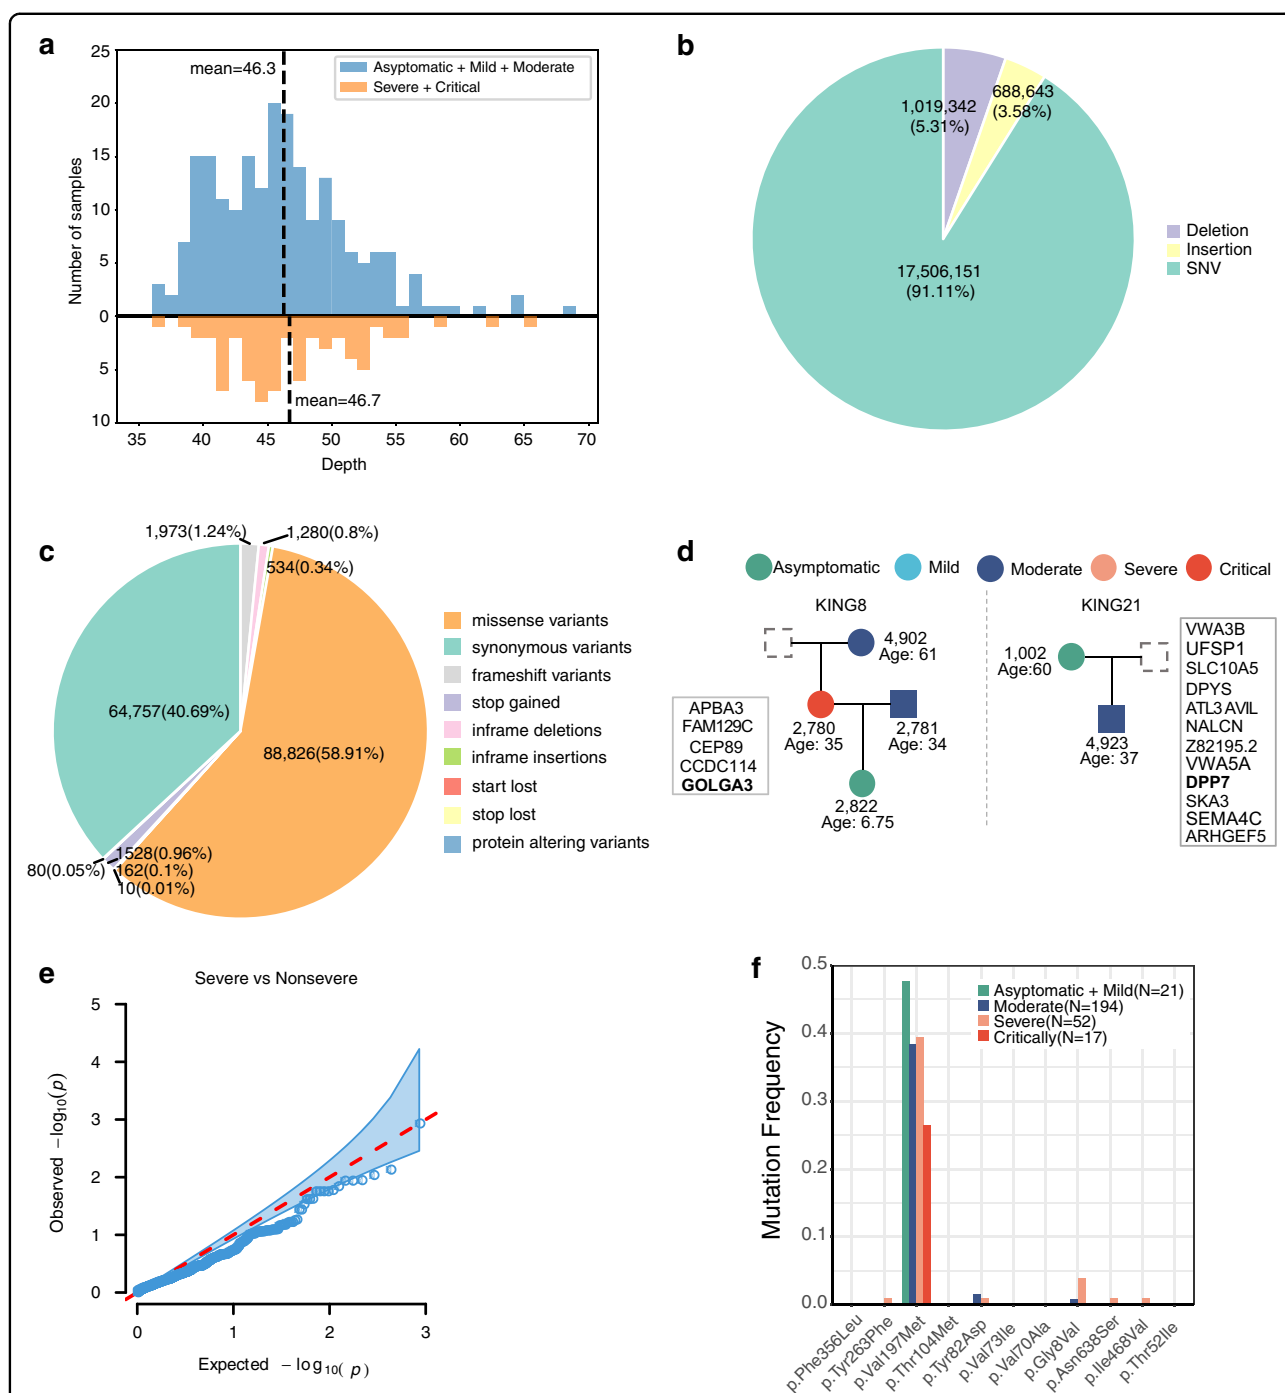 a
25
20
15
10
5
0
5
10
Number of samples
mean=46.3
Asyptomatic + Mild + Moderate
Severe + Critical
mean=46.7
35 40 45 50 55 60 65 70
Depth
b
1,019,342
(5.31%)
688,643
(3.58%)
17,506,151
(91.11%)
Deletion
Insertion
SNV
c
1,973(1.24%)
1,280(0.8%)
534(0.34%)
64,757(40.69%)
88,826(58.91%)
1528(0.96%)
80(0.05%)
162(0.1%)
10(0.01%)
missense variants
synonymous variants
frameshift variants
stop gained
inframe deletions
inframe insertions
start lost
stop lost
protein altering variants
d
Asymptomatic Mild Moderate Severe Critical
KING8
4,902
Age: 61
2,780
Age: 35
2,781
Age: 34
2,822
Age: 6.75
APBA3
FAM129C
CEP89
CCDC114
GOLGA3
KING21
1,002
Age:60
4,923
Age: 37
VWA3B
UFSP1
SLC10A5
DPYS
ATL3 AVIL
NALCN
Z82195.2
VWA5A
DPP7
SKA3
SEMA4C
ARHGEF5
e
Severe vs Nonsevere
5
4
3
2
1
0
Observed −log10(p)
0 1 2 3
Expected −log10(p)
f
0.5
0.4
0.3
0.2
0.1
0.0
Mutation Frequency
Asyptomatic + Mild(N=21)
Moderate(N=194)
Severe(N=52)
Critically(N=17)
p.Phe356Leu
p.Tyr263Phe
p.Val197Met
p.Thr104Met
p.Tyr82Asp
p.Val73Ile
p.Val70Ala
p.Gly8Val
p.Asn638Ser
p.Ile468Val
p.Thr52Ile